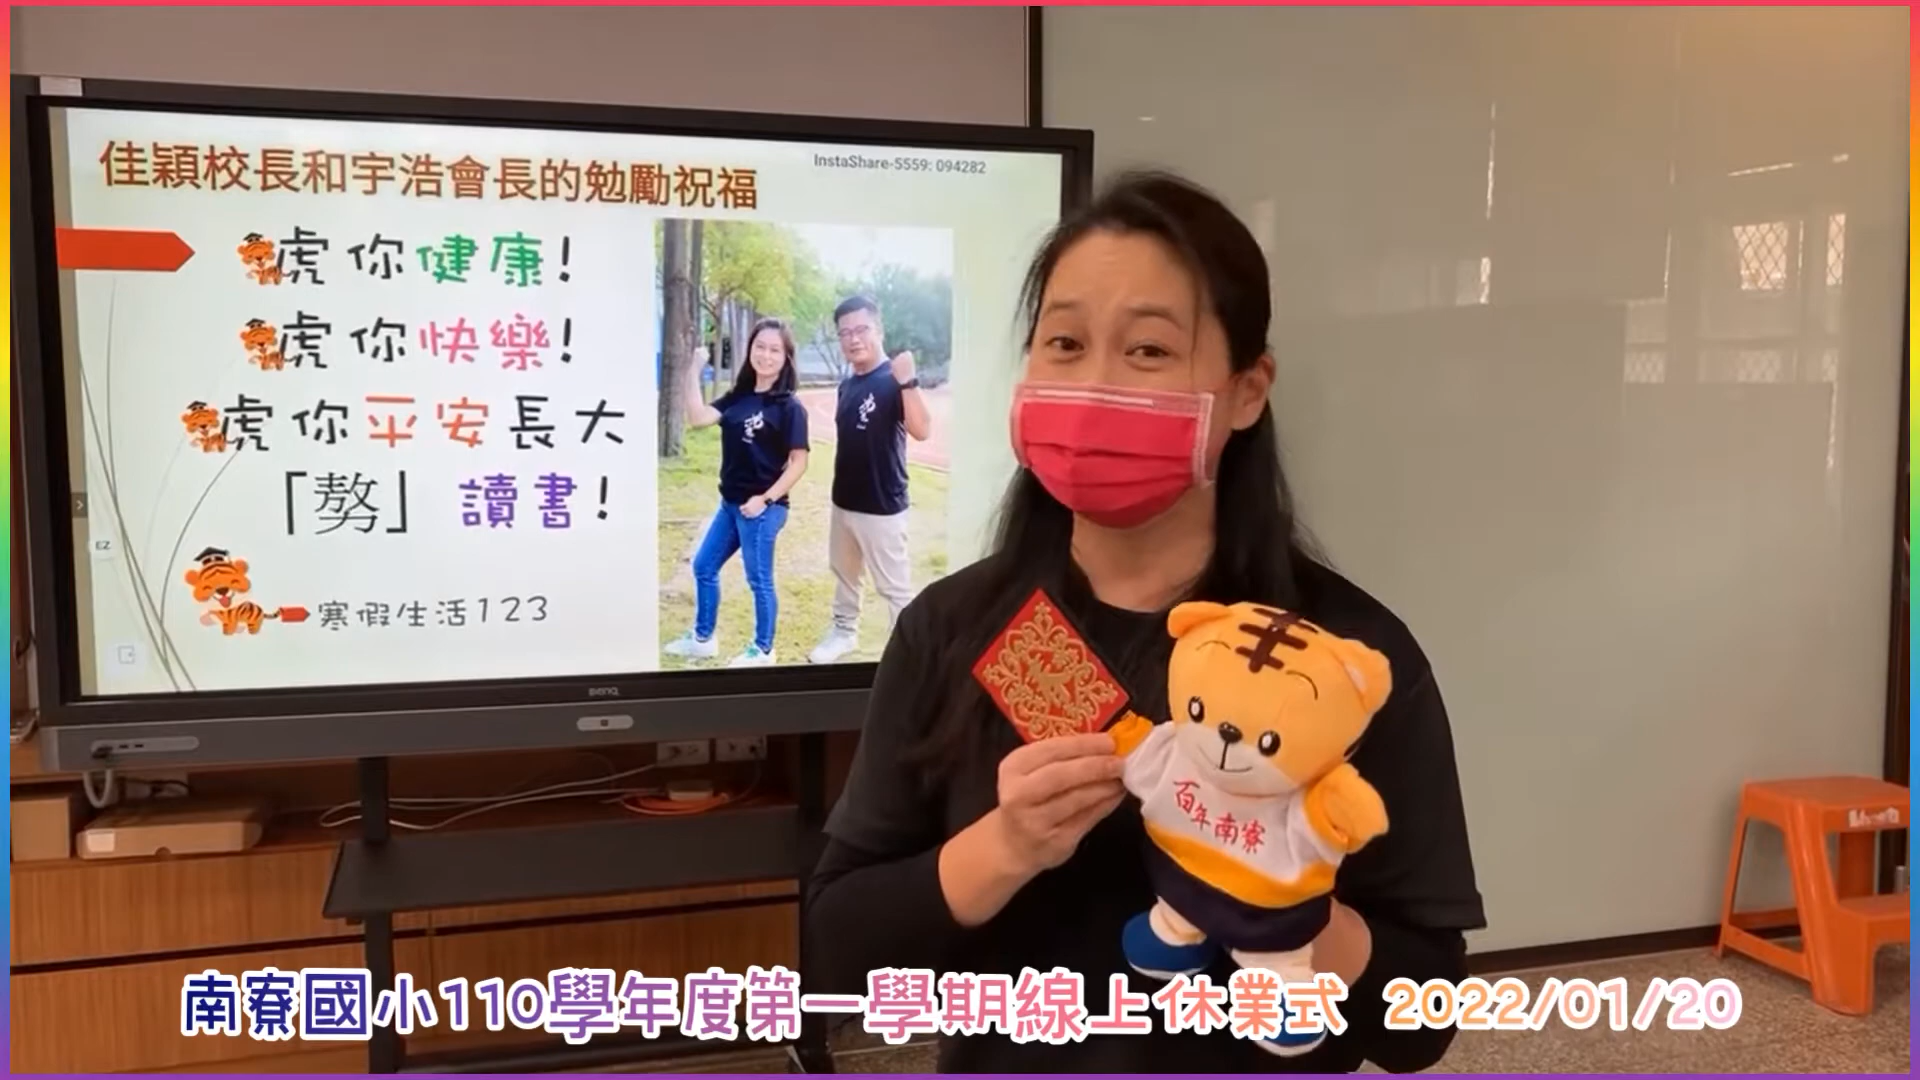 佳穎校長和宇浩會長的勉勵祝福
InstaShare-5559: 094282
虎你健康!
虎你快樂!
虎你平安長大
「勥」讀書!
寒假生活123
EZ
BenQ
百年南寮
南寮國小110學年度第一學期線上休業式 2022/01/20